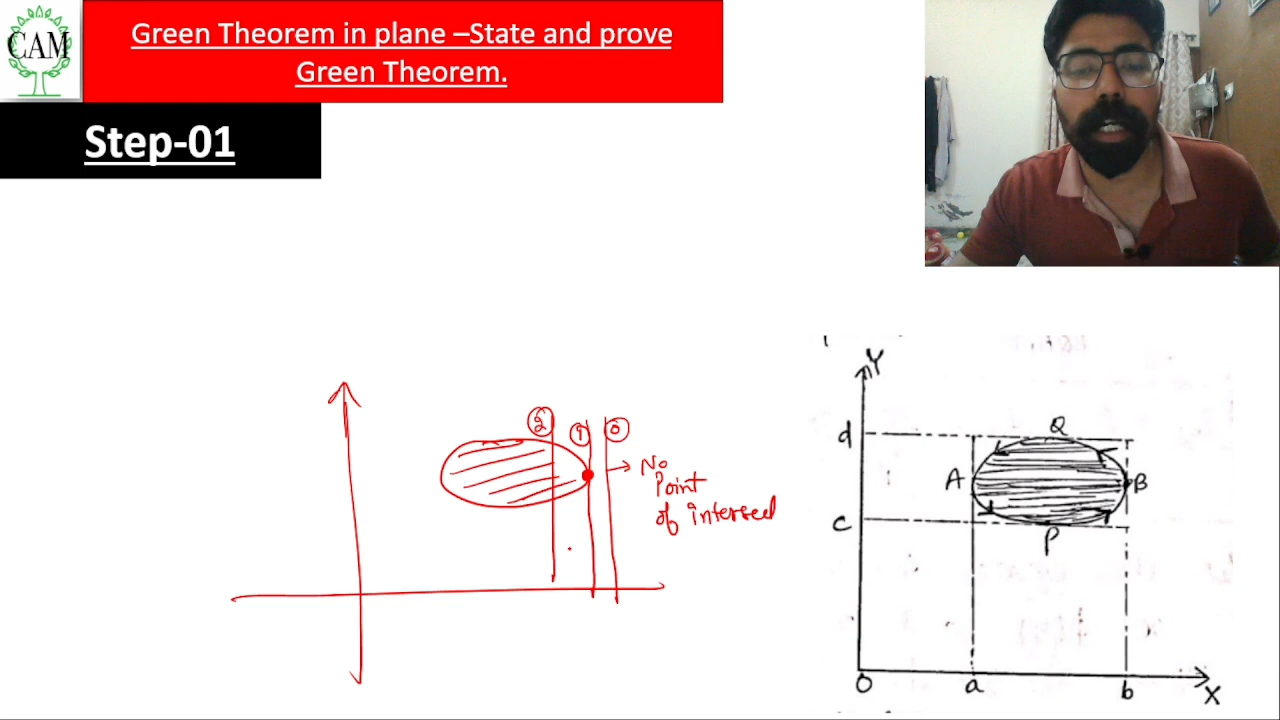 CAM
Green Theorem in plane –State and prove
Green Theorem.
Step-01
② ① ⓪
No
Point
of intersect
Y
d
Q
A
B
c
P
O
a
b
X